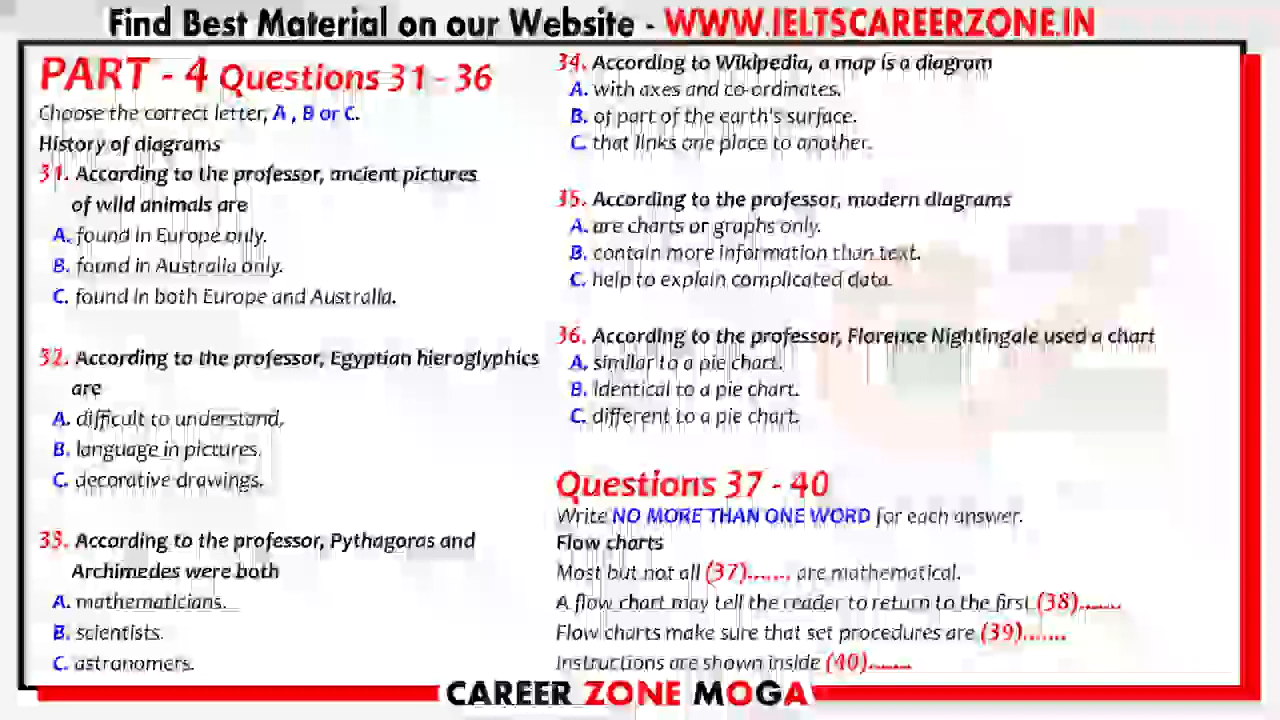 Find Best Material on our Website - WWW.IELTSCAREERZONE.IN
PART - 4 Questions 31 - 36
Choose the correct letter, A , B or C.
History of diagrams
31. According to the professor, ancient pictures
of wild animals are
A. found in Europe only.
B. found in Australia only.
C. found in both Europe and Australia.
32. According to the professor, Egyptian hieroglyphics
are
A. difficult to understand,
B. language in pictures.
C. decorative drawings.
33. According to the professor, Pythagoras and
Archimedes were both
A. mathematicians.
B. scientists.
C. astronomers.
34. According to Wikipedia, a map is a diagram
A. with axes and co-ordinates.
B. of part of the earth's surface.
C. that links one place to another.
35. According to the professor, modern diagrams
A. are charts or graphs only.
B. contain more information than text.
C. help to explain complicated data.
36. According to the professor, Florence Nightingale used a chart
A. similar to a pie chart.
B. identical to a pie chart.
C. different to a pie chart.
Questions 37 - 40
Write NO MORE THAN ONE WORD for each answer.
Flow charts
Most but not all (37)....... are mathematical.
A flow chart may tell the reader to return to the first (38).......
Flow charts make sure that set procedures are (39).......
Instructions are shown inside (40).......
CAREER ZONE MOGA